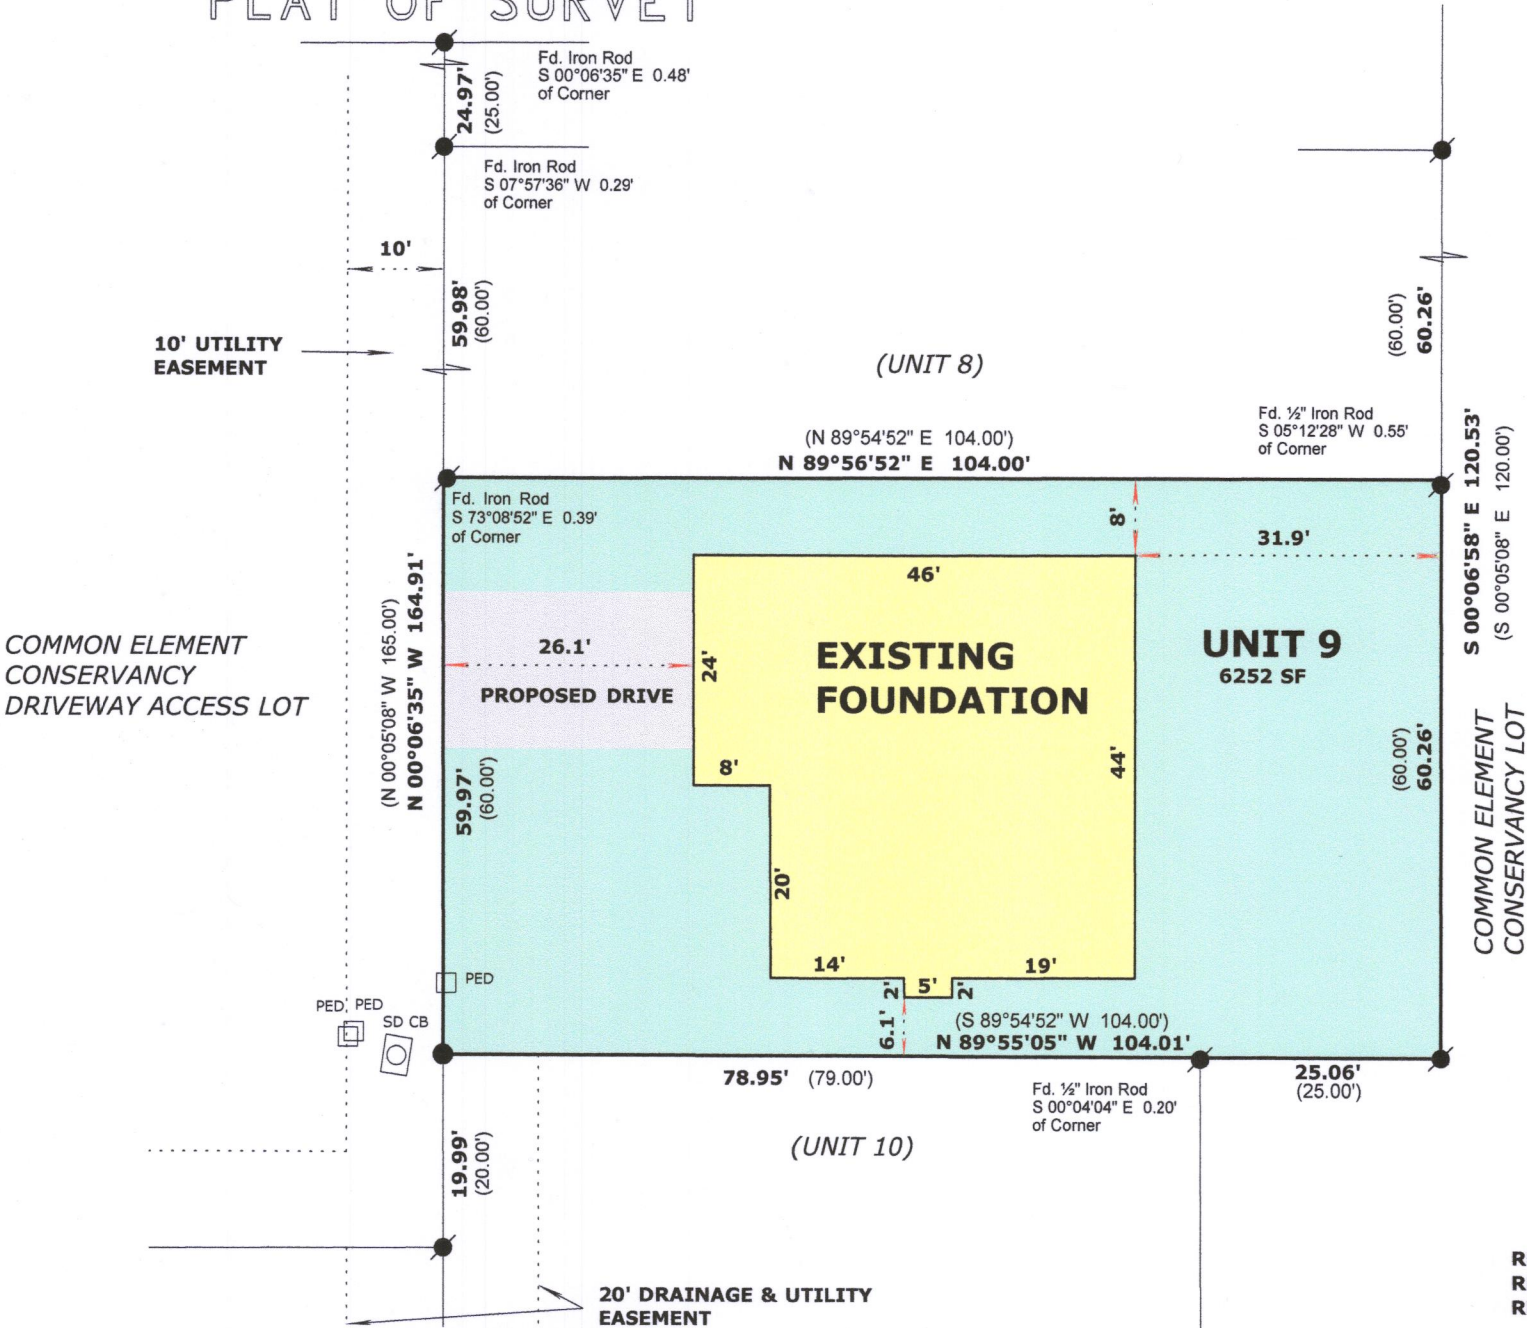 PLAT OF SURVEY
Fd. Iron Rod
S 00°06'35" E 0.48'
of Corner
24.97'
(25.00')
Fd. Iron Rod
S 07°57'36" W 0.29'
of Corner
10'
59.98'
(60.00')
10' UTILITY
EASEMENT
(UNIT 8)
(60.00')
60.26'
Fd. ½" Iron Rod
S 05°12'28" W 0.55'
of Corner
(N 89°54'52" E 104.00')
N 89°56'52" E 104.00'
S 00°06'58" E 120.53'
(S 00°05'08" E 120.00')
Fd. Iron Rod
S 73°08'52" E 0.39'
of Corner
8'
31.9'
46'
(N 00°05'08" W 165.00')
N 00°06'35" W 164.91'
COMMON ELEMENT
CONSERVANCY
DRIVEWAY ACCESS LOT
26.1'
PROPOSED DRIVE
24'
EXISTING
FOUNDATION
UNIT 9
6252 SF
8'
44'
59.97'
(60.00')
(60.00')
60.26'
COMMON ELEMENT
CONSERVANCY LOT
20'
14'
19'
2'
5'
2'
PED
PED
PED
SD CB
6.1'
(S 89°54'52" W 104.00')
N 89°55'05" W 104.01'
78.95' (79.00')
25.06'
(25.00')
Fd. ½" Iron Rod
S 00°04'04" E 0.20'
of Corner
(UNIT 10)
19.99'
(20.00')
20' DRAINAGE & UTILITY
EASEMENT
R
R
R